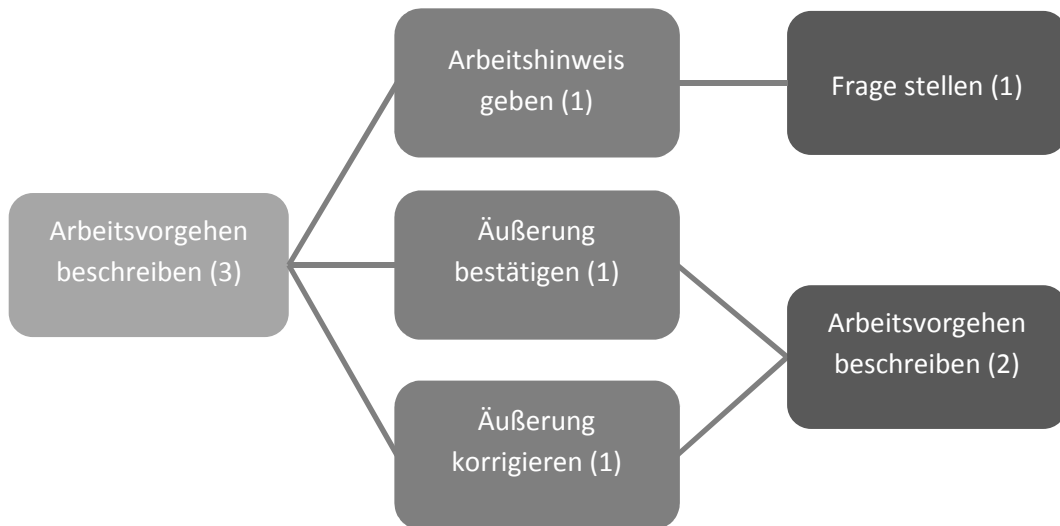 Arbeitsvorgehen
beschreiben (3)
Arbeitshinweis
geben (1)
Äußerung
bestätigen (1)
Äußerung
korrigieren (1)
Frage stellen (1)
Arbeitsvorgehen
beschreiben (2)